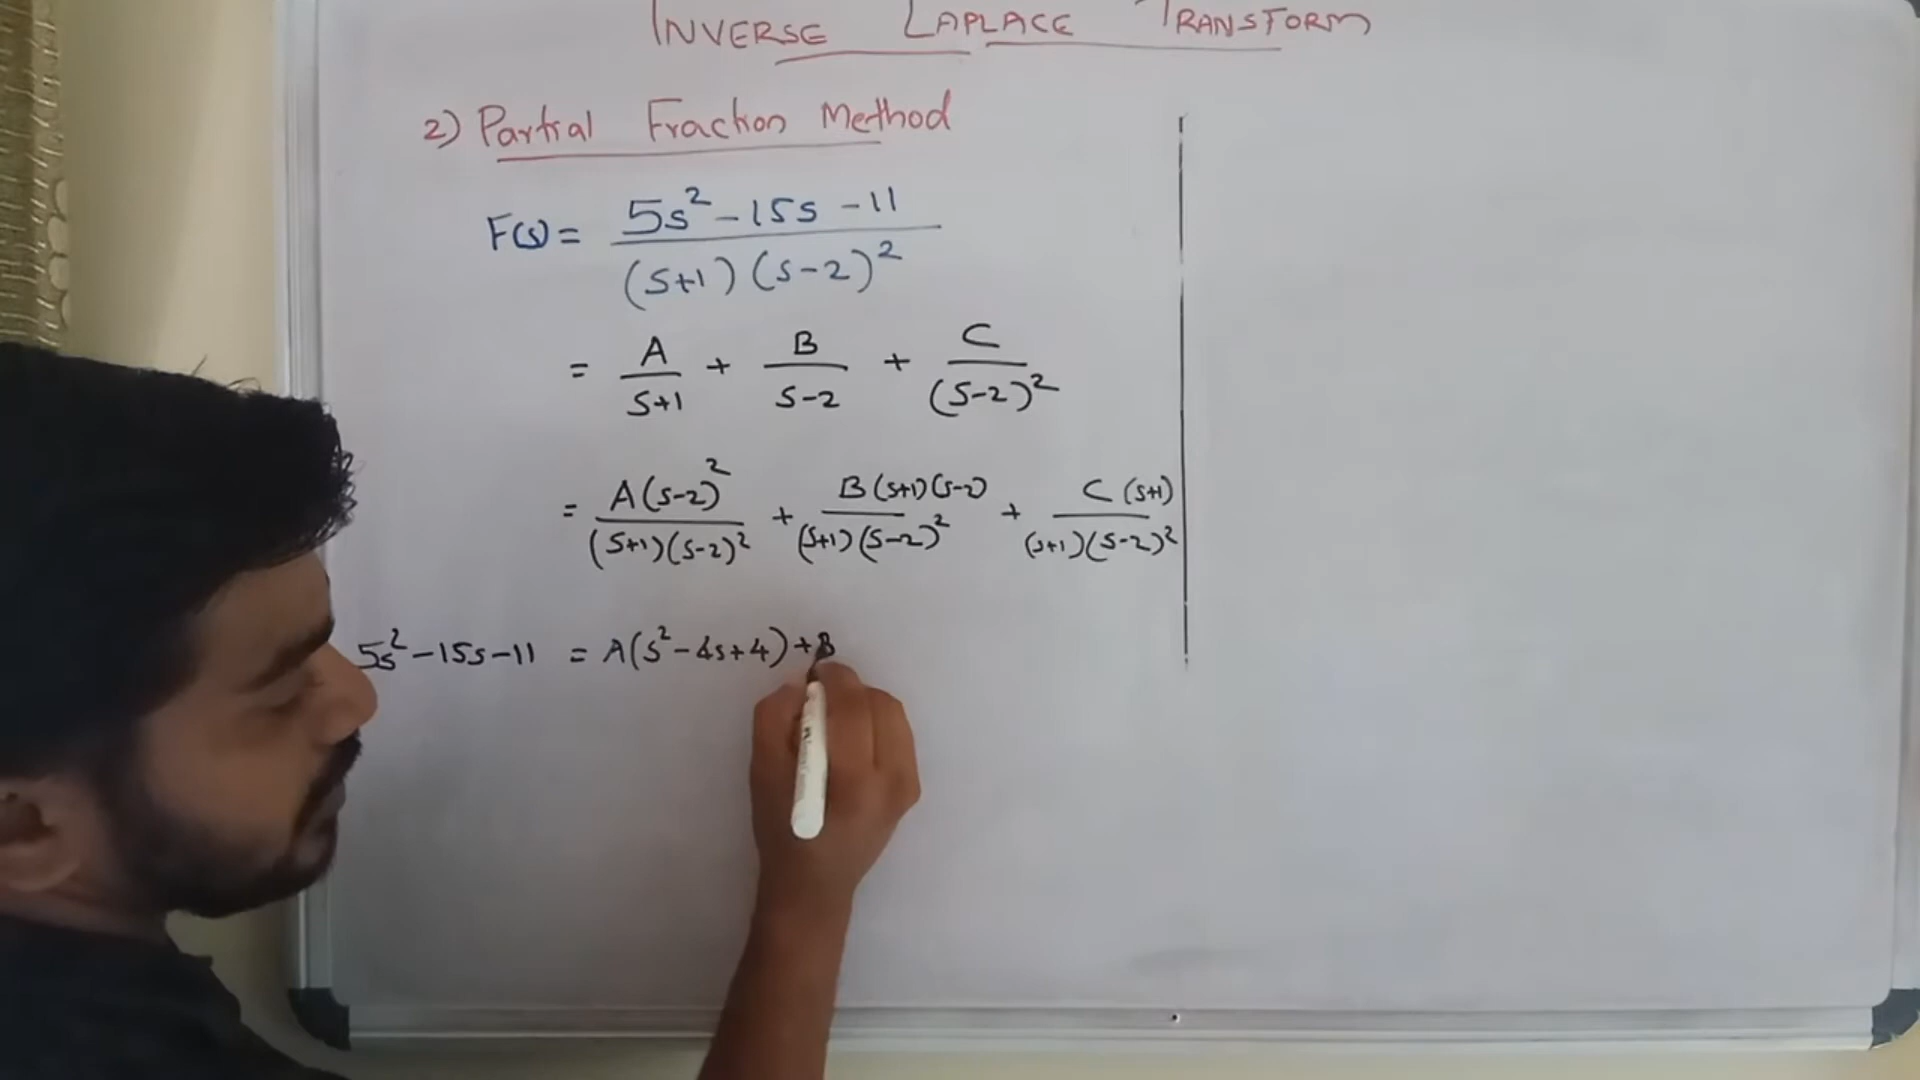 INVERSE LAPLACE TRANSFORM
2) Partial Fraction Method
F(s) = 5s² - 15s - 11 / (s+1)(s-2)²
= A / s+1 + B / s-2 + C / (s-2)²
= A(s-2)² / (s+1)(s-2)² + B(s+1)(s-2) / (s+1)(s-2)² + C(s+1) / (s+1)(s-2)²
5s² - 15s - 11 = A(s² - 4s + 4) + B